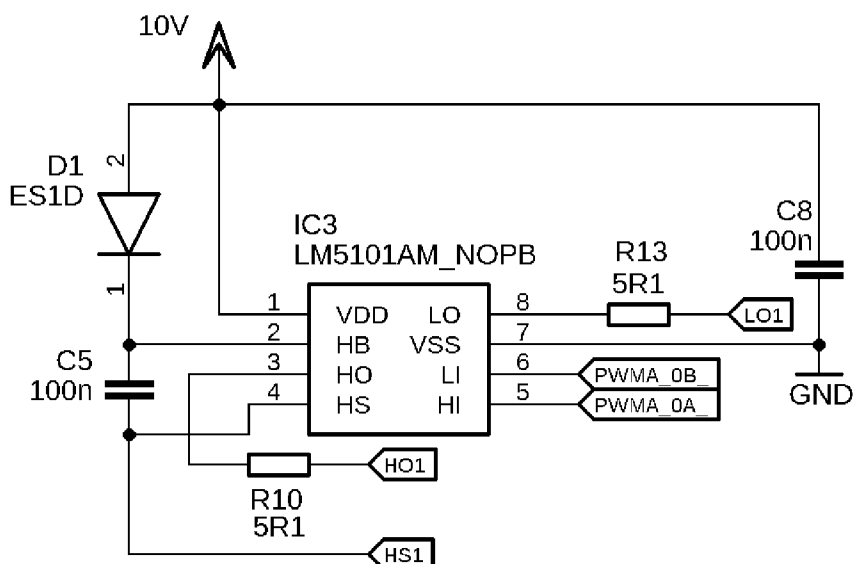 10V
D1
2
ES1D
1
IC3
LM5101AM_NOPB
C8
100n
R13
5R1
1
VDD
LO
8
LO1
2
HB
VSS
7
3
HO
LI
6
PWMA_0B_
4
HS
HI
5
PWMA_0A_
C5
100n
GND
HO1
R10
5R1
HS1